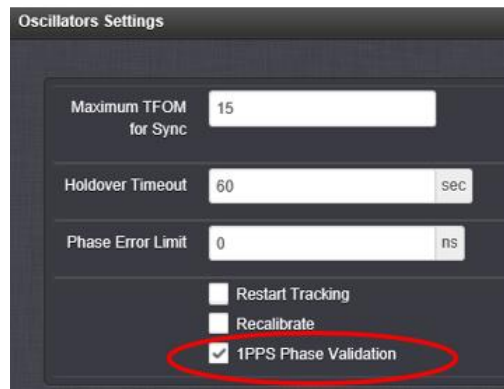 Oscillators Settings
Maximum TFOM
for Sync
15
Holdover Timeout
60
sec
Phase Error Limit
0
ns
Restart Tracking
Recalibrate
1PPS Phase Validation